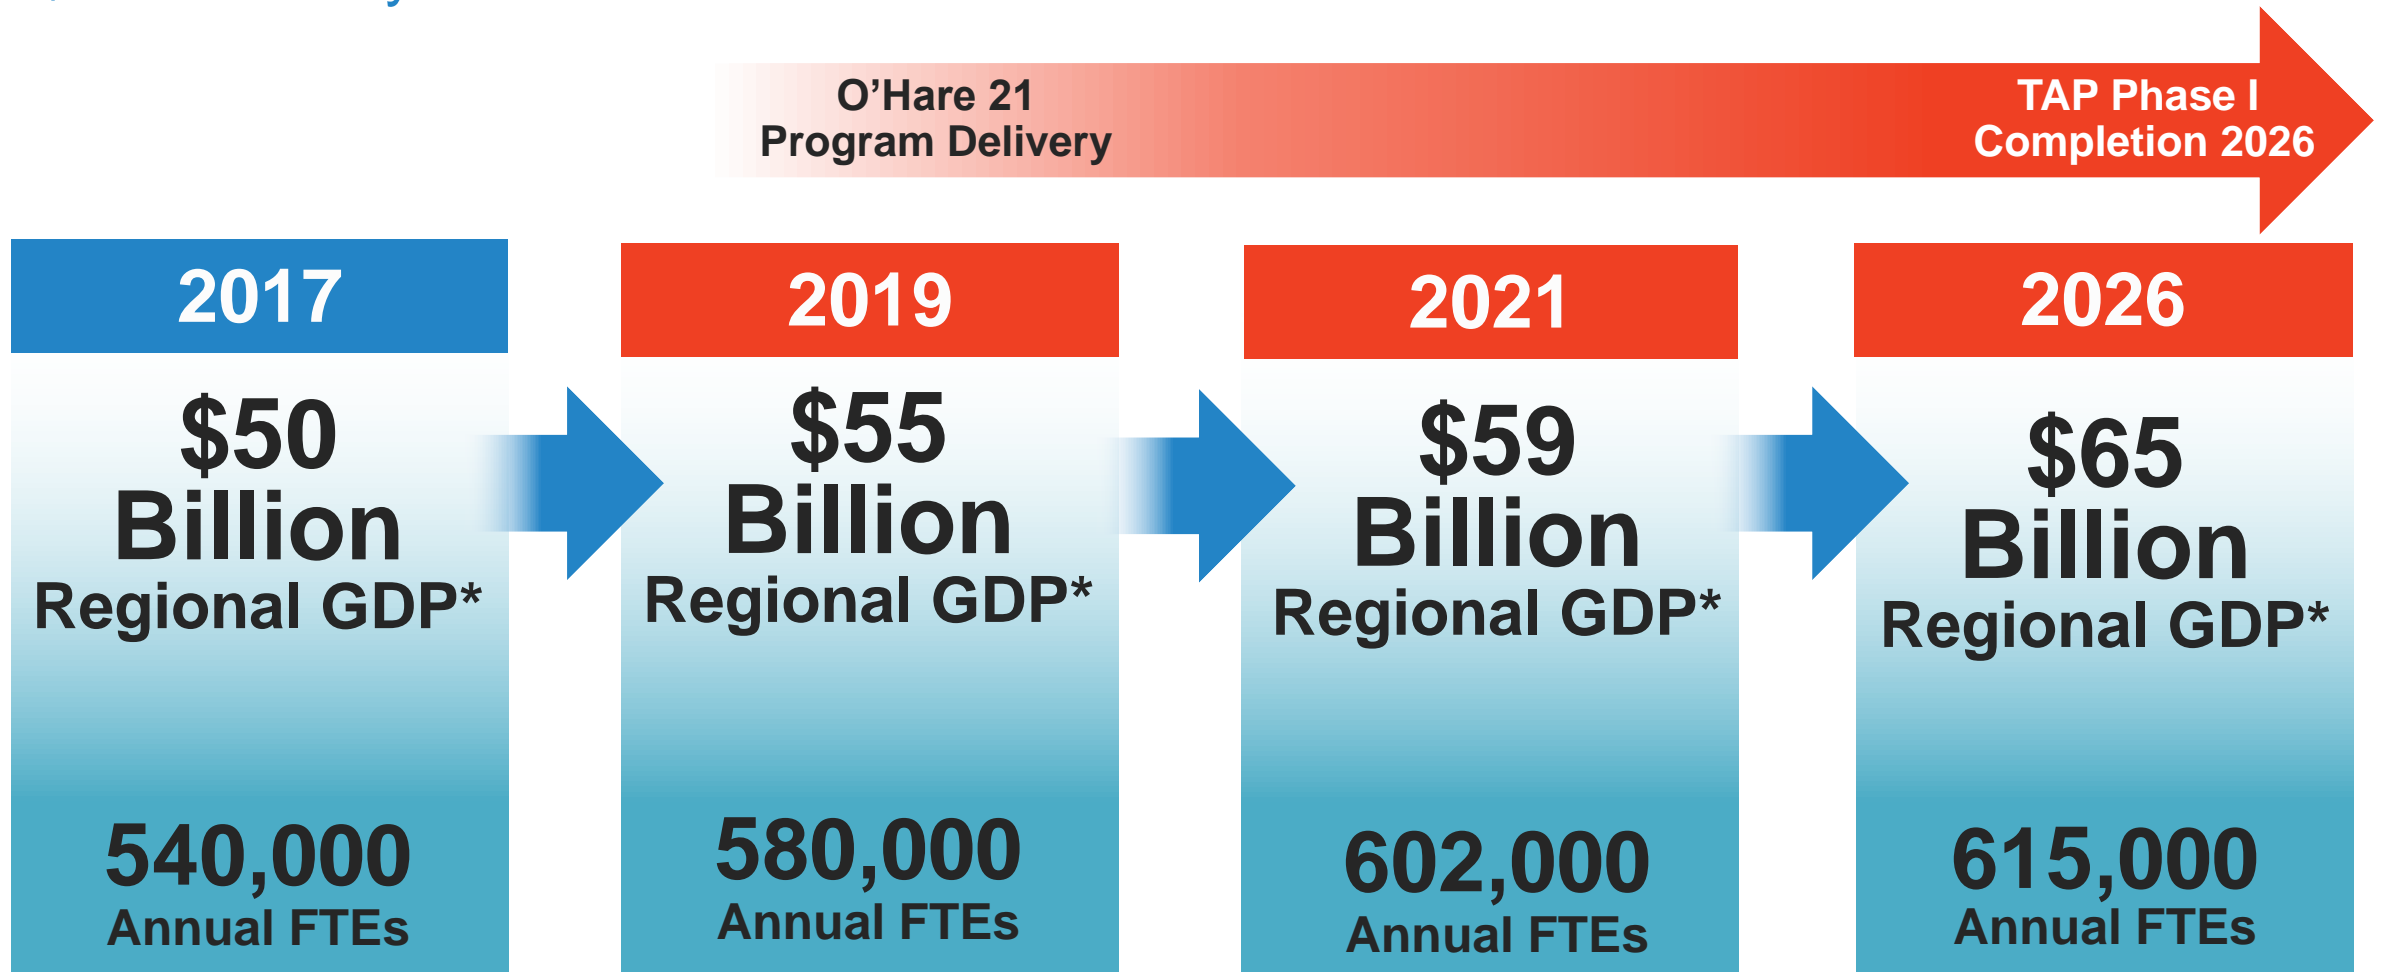 O'Hare 21
Program Delivery
TAP Phase I
Completion 2026
2017
$50
Billion
Regional GDP*
540,000
Annual FTEs
2019
$55
Billion
Regional GDP*
580,000
Annual FTEs
2021
$59
Billion
Regional GDP*
602,000
Annual FTEs
2026
$65
Billion
Regional GDP*
615,000
Annual FTEs